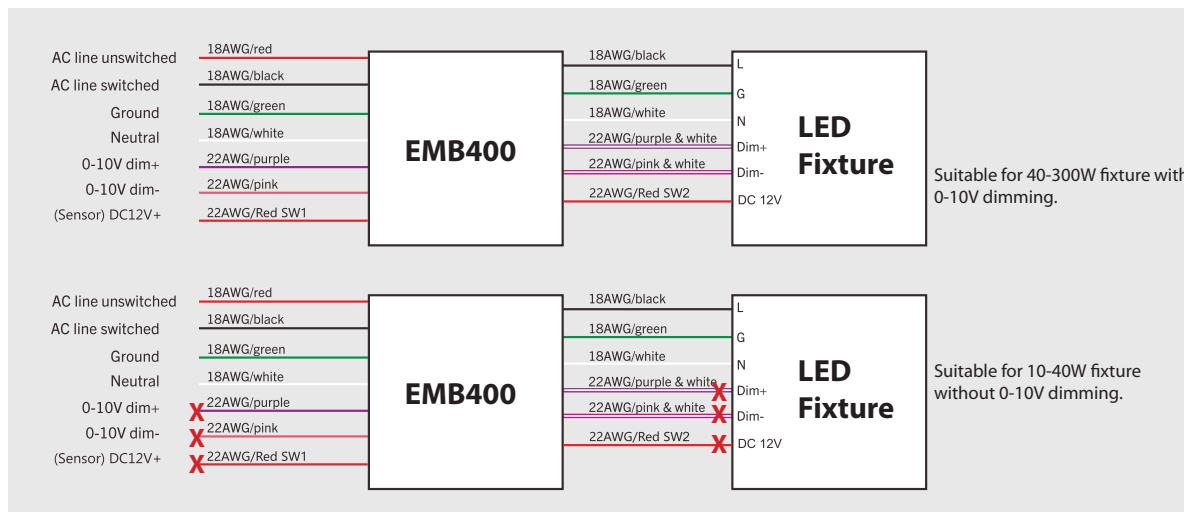 AC line unswitched
18AWG/red
AC line switched
18AWG/black
Ground
18AWG/green
Neutral
18AWG/white
0-10V dim+
22AWG/purple
0-10V dim-
22AWG/pink
(Sensor) DC12V+
22AWG/Red SW1
EMB400
18AWG/black
L
18AWG/green
G
18AWG/white
N
22AWG/purple & white
Dim+
22AWG/pink & white
Dim-
22AWG/Red SW2
DC 12V
LED
Fixture
Suitable for 40-300W fixture with
0-10V dimming.
AC line unswitched
18AWG/red
AC line switched
18AWG/black
Ground
18AWG/green
Neutral
18AWG/white
0-10V dim+
X
22AWG/purple
0-10V dim-
X
22AWG/pink
(Sensor) DC12V+
X
22AWG/Red SW1
EMB400
18AWG/black
L
18AWG/green
G
18AWG/white
N
22AWG/purple & white
X
Dim+
22AWG/pink & white
X
Dim-
22AWG/Red SW2
X
DC 12V
LED
Fixture
Suitable for 10-40W fixture
without 0-10V dimming.